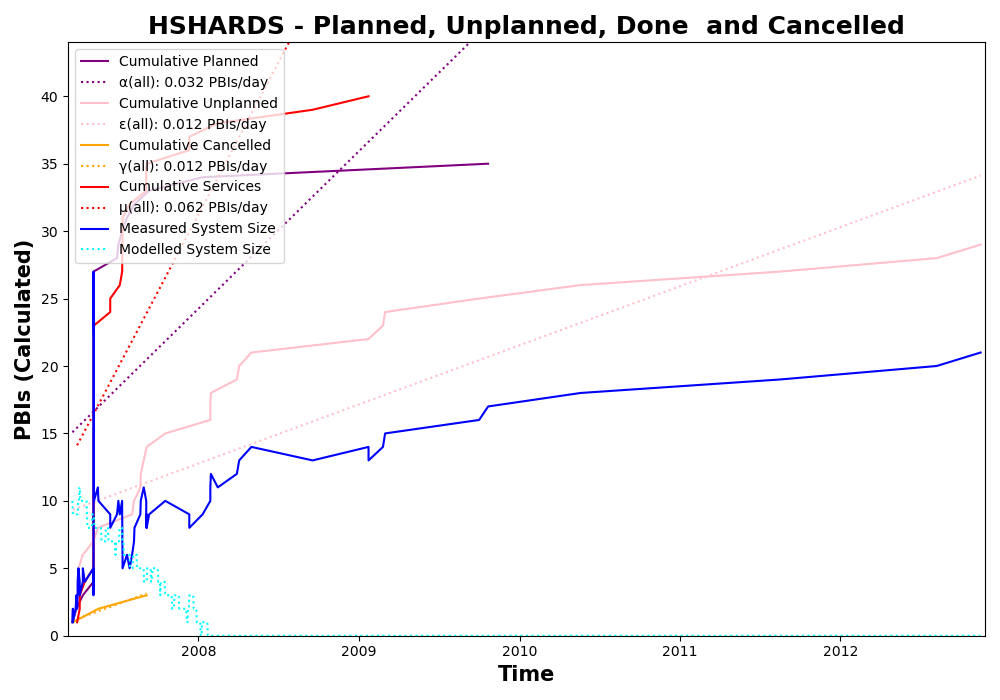 HSHARDS - Planned, Unplanned, Done  and Cancelled
Cumulative Planned
α(all): 0.032 PBIs/day
Cumulative Unplanned
ε(all): 0.012 PBIs/day
Cumulative Cancelled
γ(all): 0.012 PBIs/day
Cumulative Services
μ(all): 0.062 PBIs/day
Measured System Size
Modelled System Size
PBIs (Calculated)
40
35
30
25
20
15
10
5
0
2008 2009 2010 2011 2012
Time